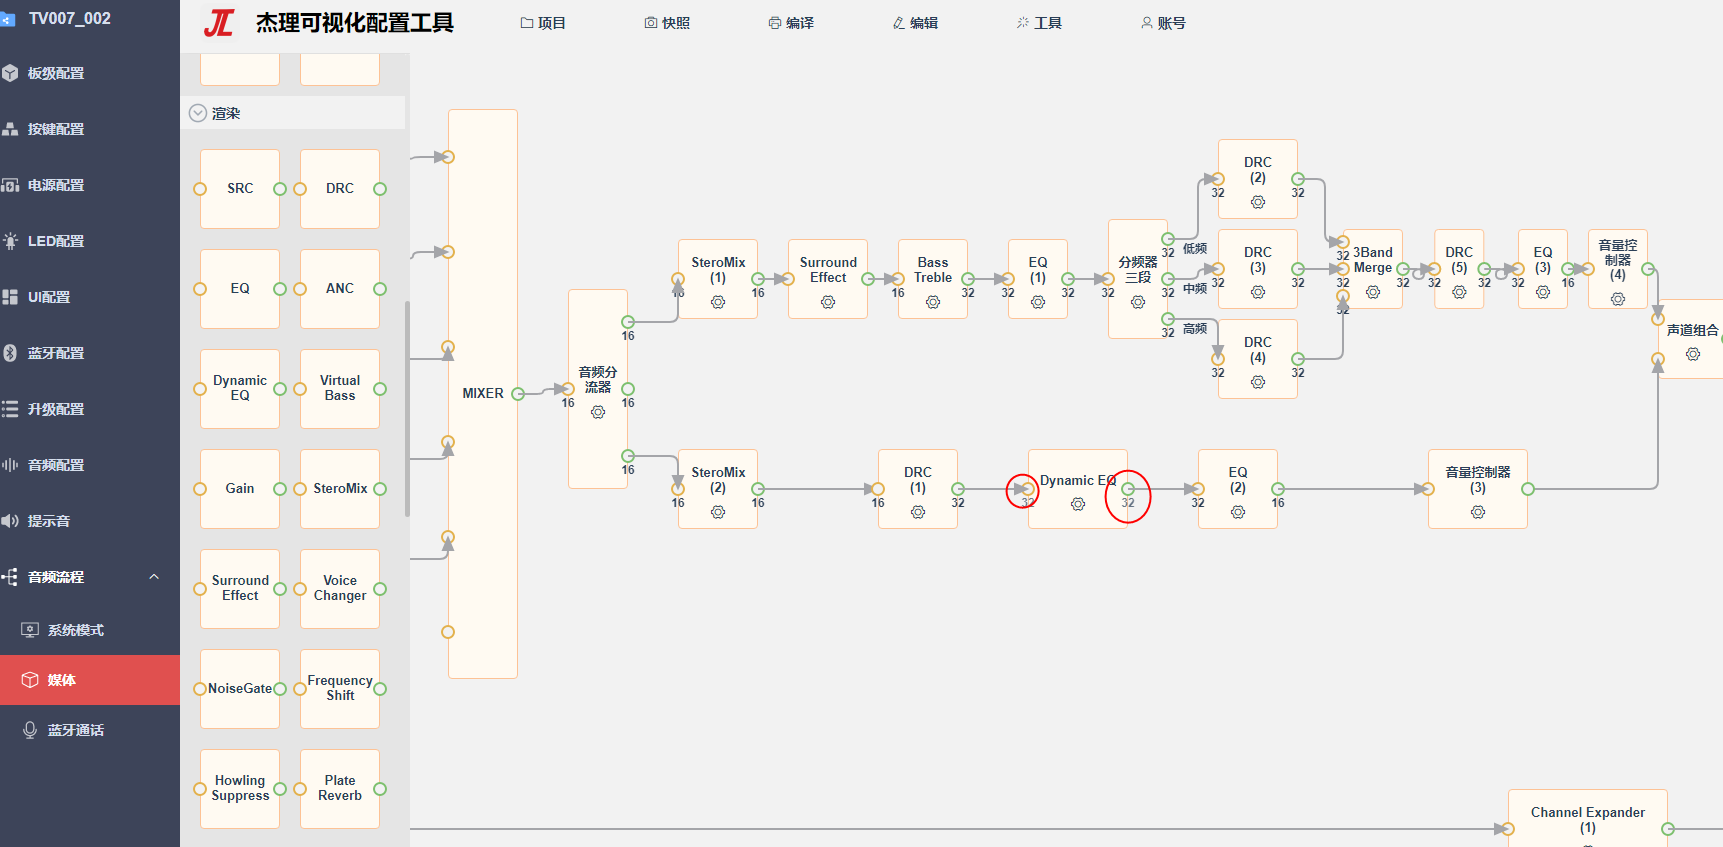 TV007_002
杰理可视化配置工具
项目
快照
编译
编辑
工具
账号
板级配置
按键配置
电源配置
LED配置
UI配置
蓝牙配置
升级配置
音频配置
提示音
音频流程
系统模式
媒体
蓝牙通话
渲染
SRC
DRC
EQ
ANC
Dynamic
EQ
Virtual
Bass
Gain
SteroMix
Surround
Effect
Voice
Changer
NoiseGate
Frequency
Shift
Howling
Suppress
Plate
Reverb
MIXER
16
音频分
流器
16
16
16
SteroMix
(1)
16
Surround
Effect
Bass
Treble
16
32
EQ
(1)
32
32
分频器
三段
32
32
低频
32
中频
32
高频
DRC
(2)
32
32
DRC
(3)
32
32
DRC
(4)
32
32
3Band
Merge
32
32
32
32
DRC
(5)
32
32
EQ
(3)
32
16
音量控
制器
(4)
声道组合
SteroMix
(2)
16
16
DRC
(1)
16
32
Dynamic EQ
32
32
EQ
(2)
32
16
音量控制器
(3)
Channel Expander
(1)